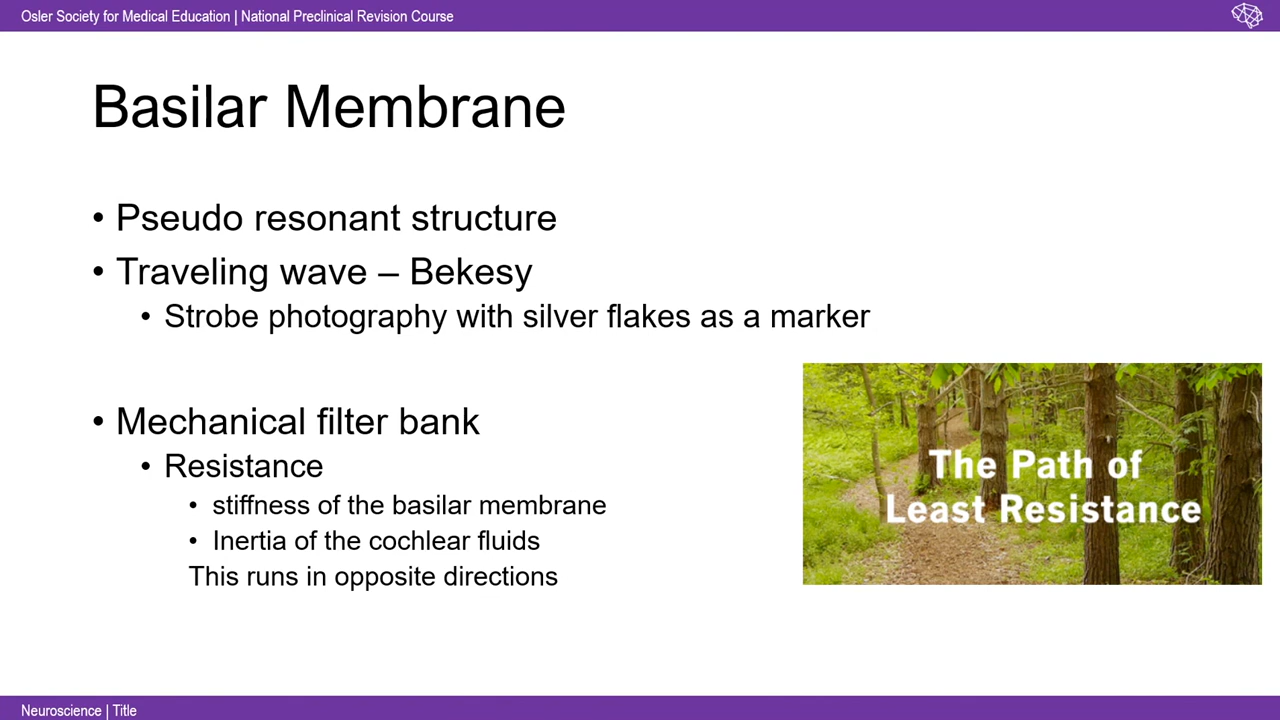 Osler Society for Medical Education | National Preclinical Revision Course
Basilar Membrane
• Pseudo resonant structure
• Traveling wave – Bekesy
• Strobe photography with silver flakes as a marker
• Mechanical filter bank
• Resistance
• stiffness of the basilar membrane
• Inertia of the cochlear fluids
This runs in opposite directions
The Path of
Least Resistance
Neuroscience | Title